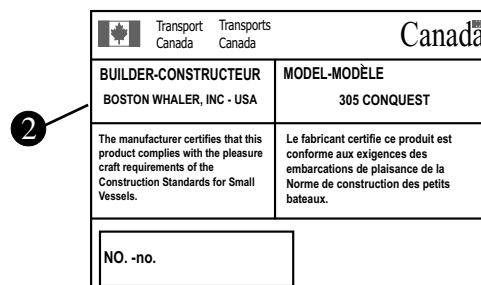 Transport Transports
Canada Canada
Canada
BUILDER-CONSTRUCTEUR
BOSTON WHALER, INC - USA
MODEL-MODÈLE
305 CONQUEST
2
The manufacturer certifies that this
product complies with the pleasure
craft requirements of the
Construction Standards for Small
Vessels.
Le fabricant certifie ce produit est
conforme aux exigences des
embarcations de plaisance de la
Norme de construction des petits
bateaux.
NO. -no.